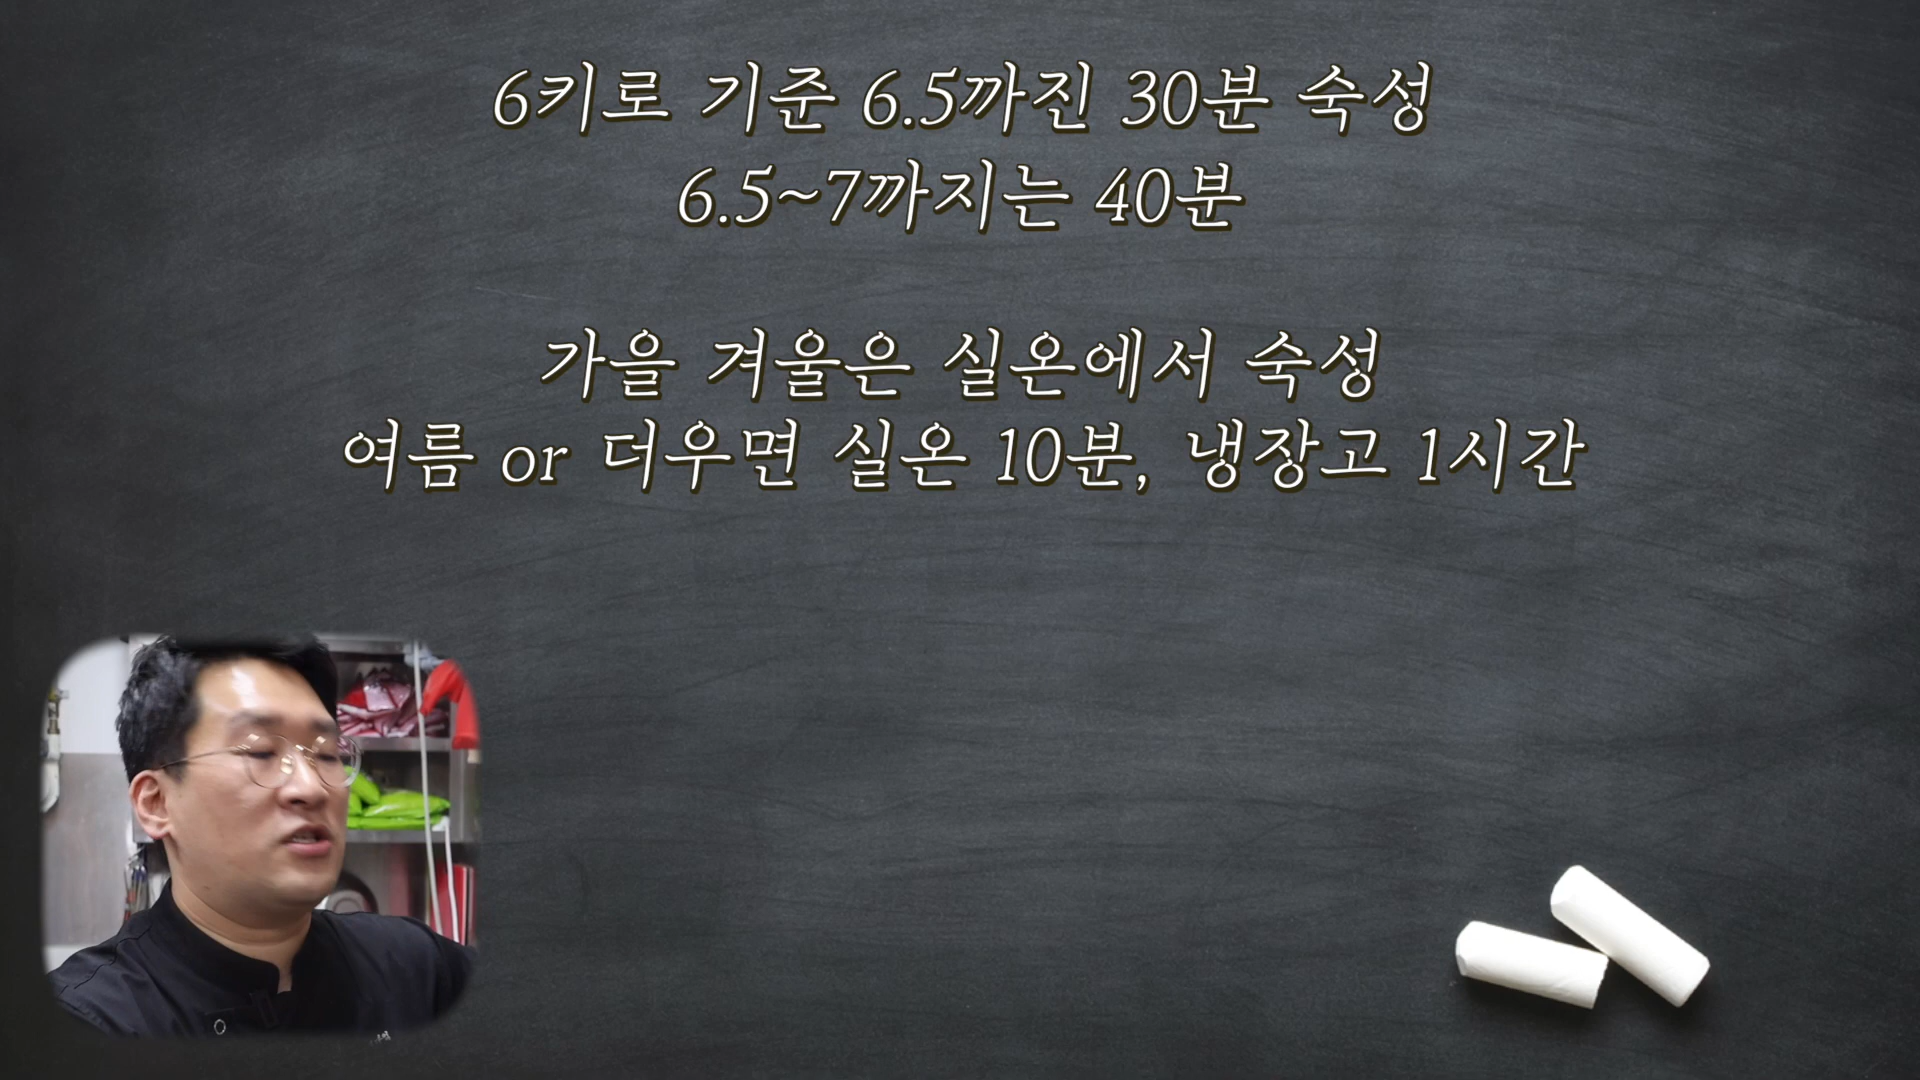 6키로 기준 6.5까진 30분 숙성
6.5~7까지는 40분
가을 겨울은 실온에서 숙성
여름 or 더우면 실온 10분, 냉장고 1시간